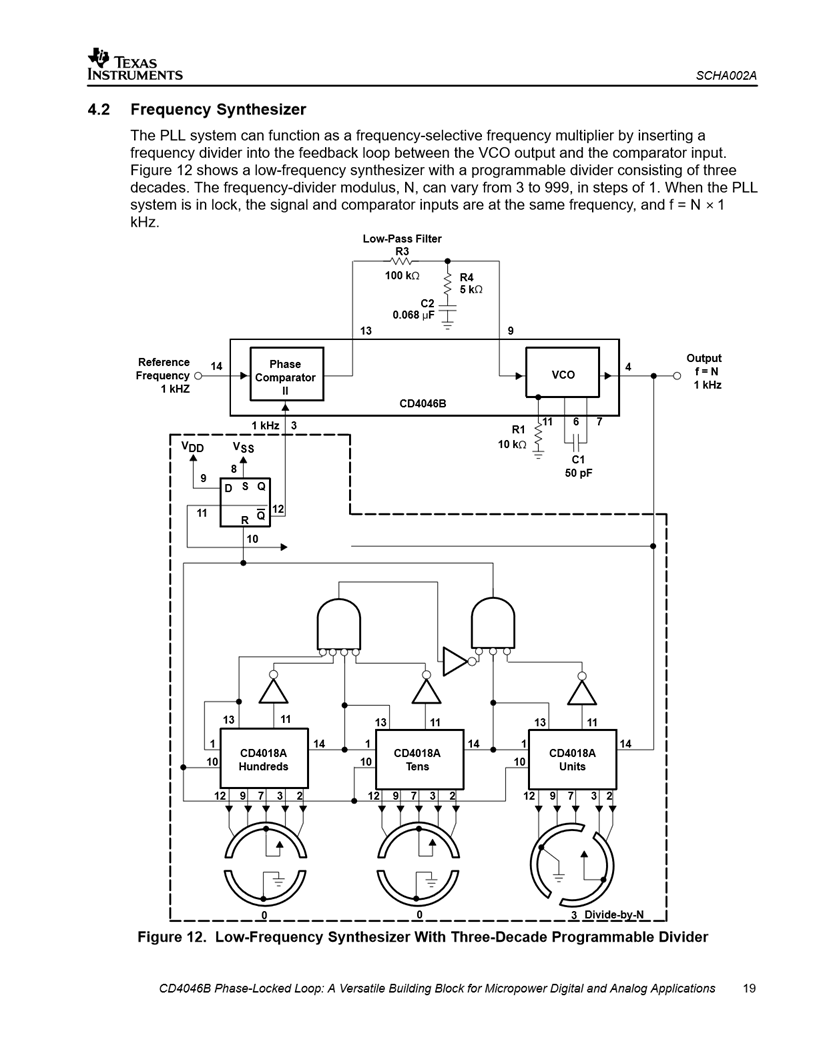 TEXAS
INSTRUMENTS
SCHA002A
4.2 Frequency Synthesizer
The PLL system can function as a frequency-selective frequency multiplier by inserting a
frequency divider into the feedback loop between the VCO output and the comparator input.
Figure 12 shows a low-frequency synthesizer with a programmable divider consisting of three
decades. The frequency-divider modulus, N, can vary from 3 to 999, in steps of 1. When the PLL
system is in lock, the signal and comparator inputs are at the same frequency, and f = N × 1
kHz.
Low-Pass Filter
R3
100 kΩ
R4
5 kΩ
C2
0.068 μF
13
9
Reference
Frequency
1 kHZ
14
Phase
Comparator
II
CD4046B
VCO
4
Output
f = N
1 kHz
1 kHz
3
R1
10 kΩ
11
6
7
C1
50 pF
VDD
VSS
9
8
D
S
Q
11
R
Q̅
12
10
13
11
13
11
13
11
1
CD4018A
Hundreds
14
1
CD4018A
Tens
14
1
CD4018A
Units
14
10
10
10
12 9 7 3 2
12 9 7 3 2
12 9 7 3 2
0
0
3 Divide-by-N
Figure 12. Low-Frequency Synthesizer With Three-Decade Programmable Divider
CD4046B Phase-Locked Loop: A Versatile Building Block for Micropower Digital and Analog Applications
19